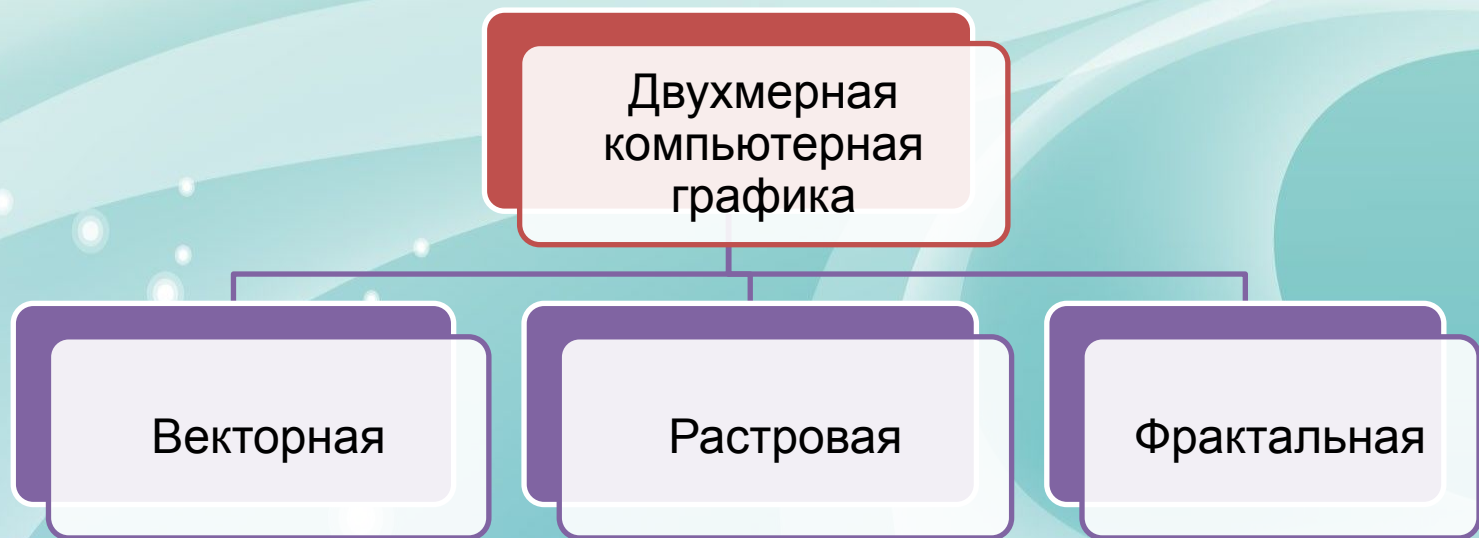 Двухмерная
компьютерная
графика
Векторная
Растровая
Фрактальная